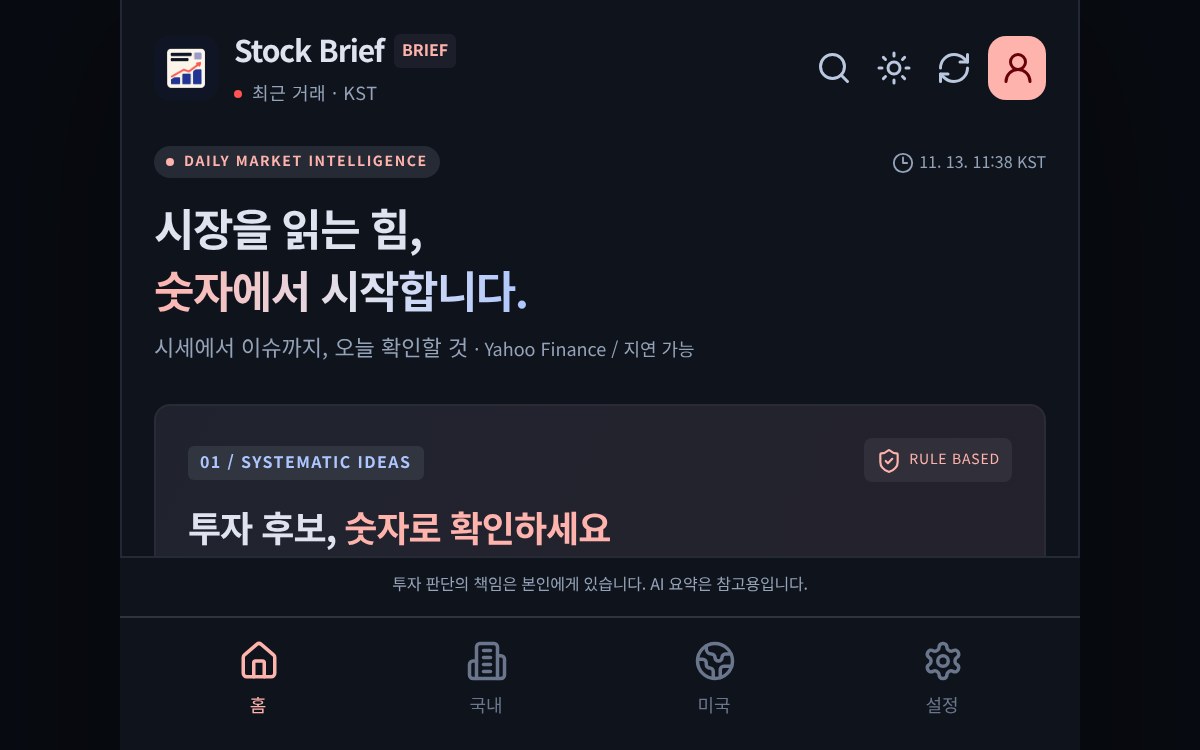 Stock Brief BRIEF
최근 거래 · KST
DAILY MARKET INTELLIGENCE
11. 13. 11:38 KST
시장을 읽는 힘,
숫자에서 시작합니다.
시세에서 이슈까지, 오늘 확인할 것 · Yahoo Finance / 지연 가능
01 / SYSTEMATIC IDEAS
RULE BASED
투자 후보, 숫자로 확인하세요
투자 판단의 책임은 본인에게 있습니다. AI 요약은 참고용입니다.
홈
국내
미국
설정